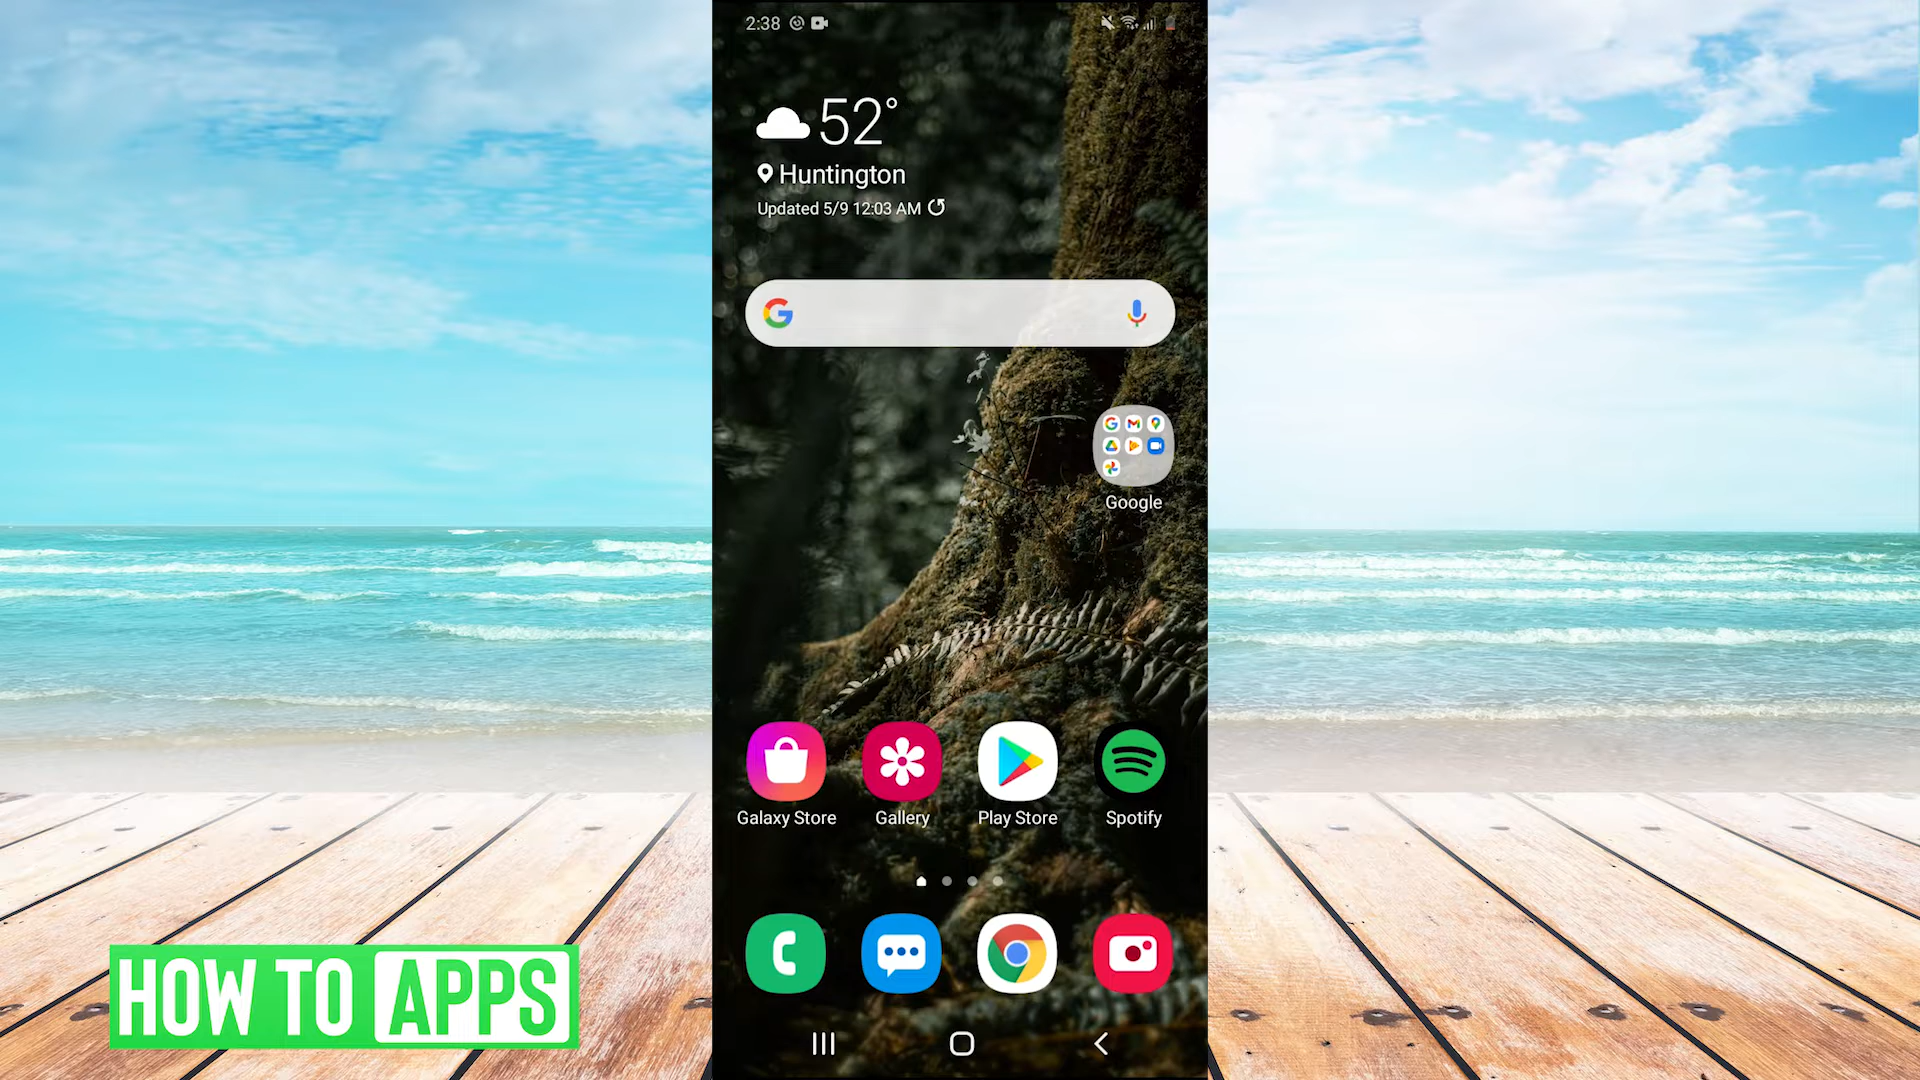 2:38
52°
Huntington
Updated 5/9 12:03 AM
Google
Galaxy Store
Gallery
Play Store
Spotify
HOW TO APPS